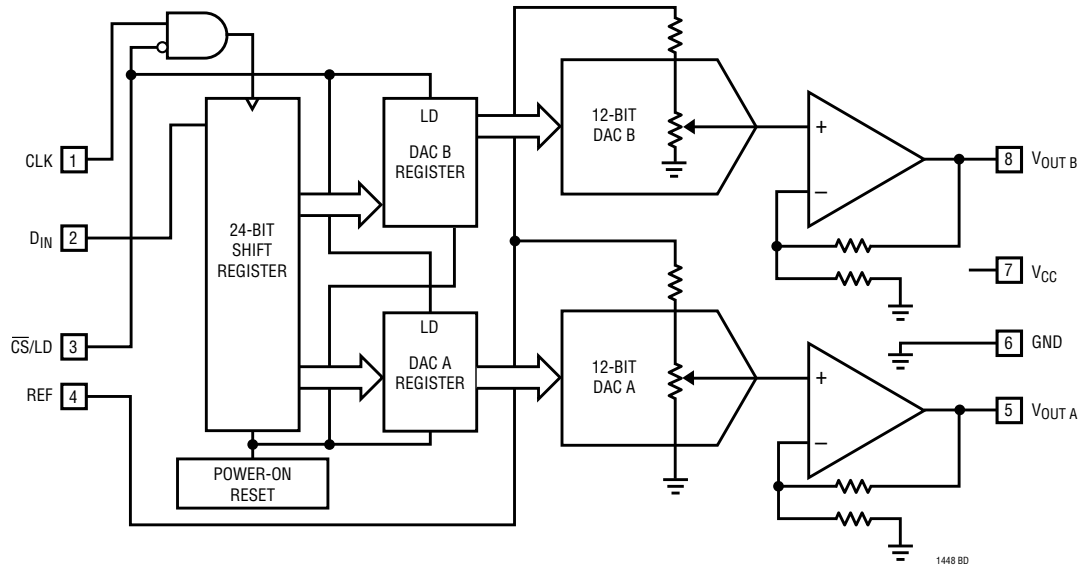 CLK 1
D_IN 2
C̅S̅/LD 3
REF 4
24-BIT
SHIFT
REGISTER
POWER-ON
RESET
LD
DAC B
REGISTER
LD
DAC A
REGISTER
12-BIT
DAC B
12-BIT
DAC A
+
–
+
–
8 V_OUT B
7 V_CC
6 GND
5 V_OUT A
1448 BD